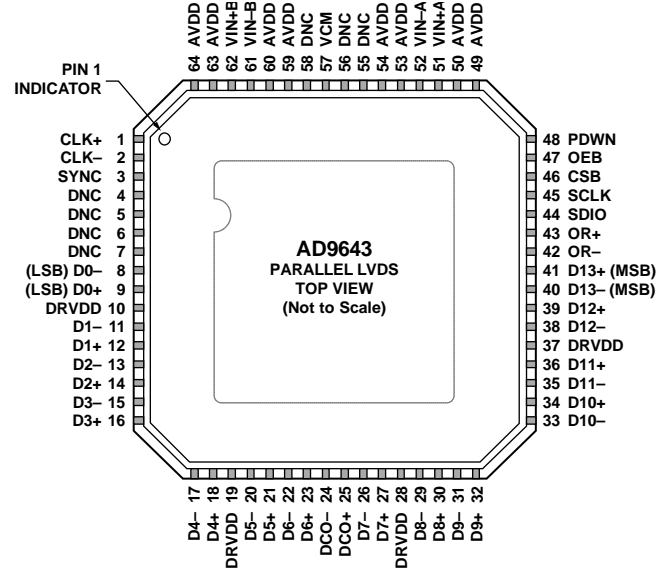 64 AVDD
63 AVDD
62 VIN+B
61 VIN–B
60 AVDD
59 AVDD
58 DNC
57 VCM
56 DNC
55 DNC
54 AVDD
53 AVDD
52 VIN–A
51 VIN+A
50 AVDD
49 AVDD
PIN 1
INDICATOR
CLK+ 1
CLK– 2
SYNC 3
DNC 4
DNC 5
DNC 6
DNC 7
(LSB) D0– 8
(LSB) D0+ 9
DRVDD 10
D1– 11
D1+ 12
D2– 13
D2+ 14
D3– 15
D3+ 16
AD9643
PARALLEL LVDS
TOP VIEW
(Not to Scale)
48 PDWN
47 OEB
46 CSB
45 SCLK
44 SDIO
43 OR+
42 OR–
41 D13+ (MSB)
40 D13– (MSB)
39 D12+
38 D12–
37 DRVDD
36 D11+
35 D11–
34 D10+
33 D10–
D4– 17
D4+ 18
DRVDD 19
D5– 20
D5+ 21
D6– 22
D6+ 23
DCO– 24
DCO+ 25
D7– 26
D7+ 27
DRVDD 28
D8– 29
D8+ 30
D9– 31
D9+ 32